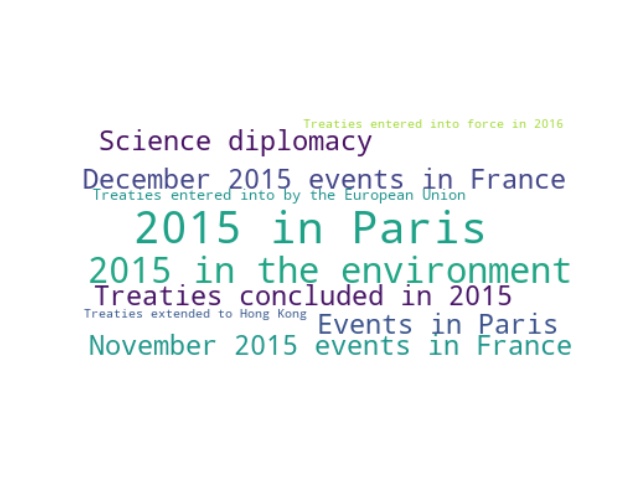 Treaties entered into force in 2016
Science diplomacy
December 2015 events in France
Treaties entered into by the European Union
2015 in Paris
2015 in the environment
Treaties concluded in 2015
Treaties extended to Hong Kong
Events in Paris
November 2015 events in France